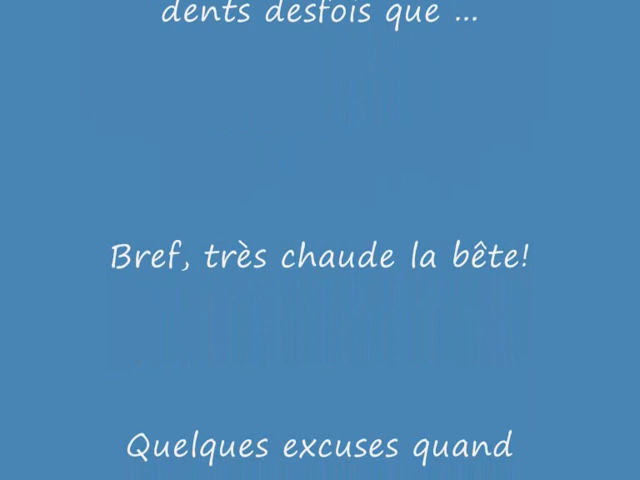 dents desfois que ...
Bref, très chaude la bête!
Quelques excuses quand